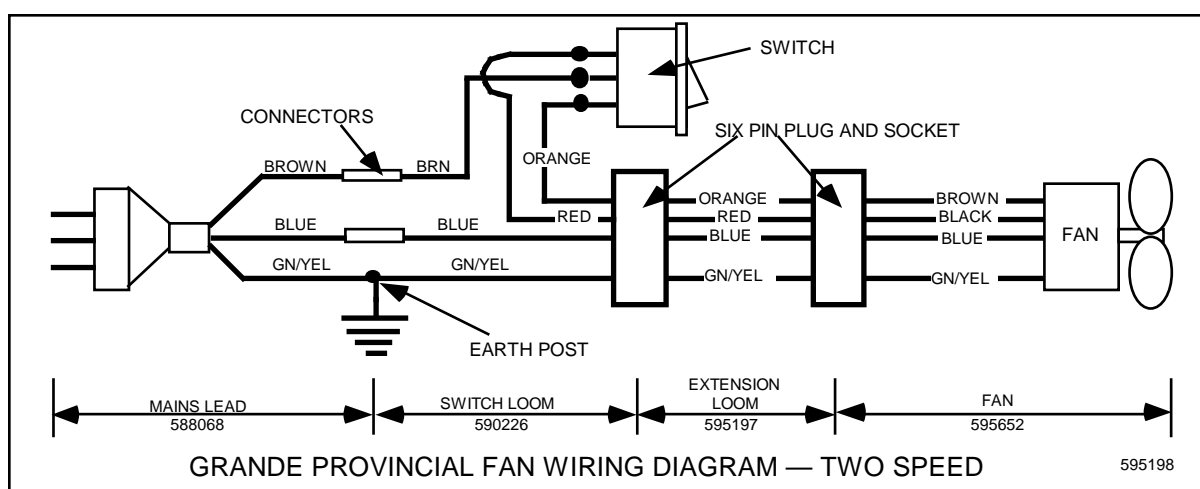 SWITCH
CONNECTORS
SIX PIN PLUG AND SOCKET
BROWN
BRN
ORANGE
ORANGE
BROWN
RED
RED
BLACK
BLUE
BLUE
BLUE
BLUE
FAN
GN/YEL
GN/YEL
GN/YEL
GN/YEL
EARTH POST
MAINS LEAD
588068
SWITCH LOOM
590226
EXTENSION
LOOM
595197
FAN
595652
GRANDE PROVINCIAL FAN WIRING DIAGRAM — TWO SPEED
595198